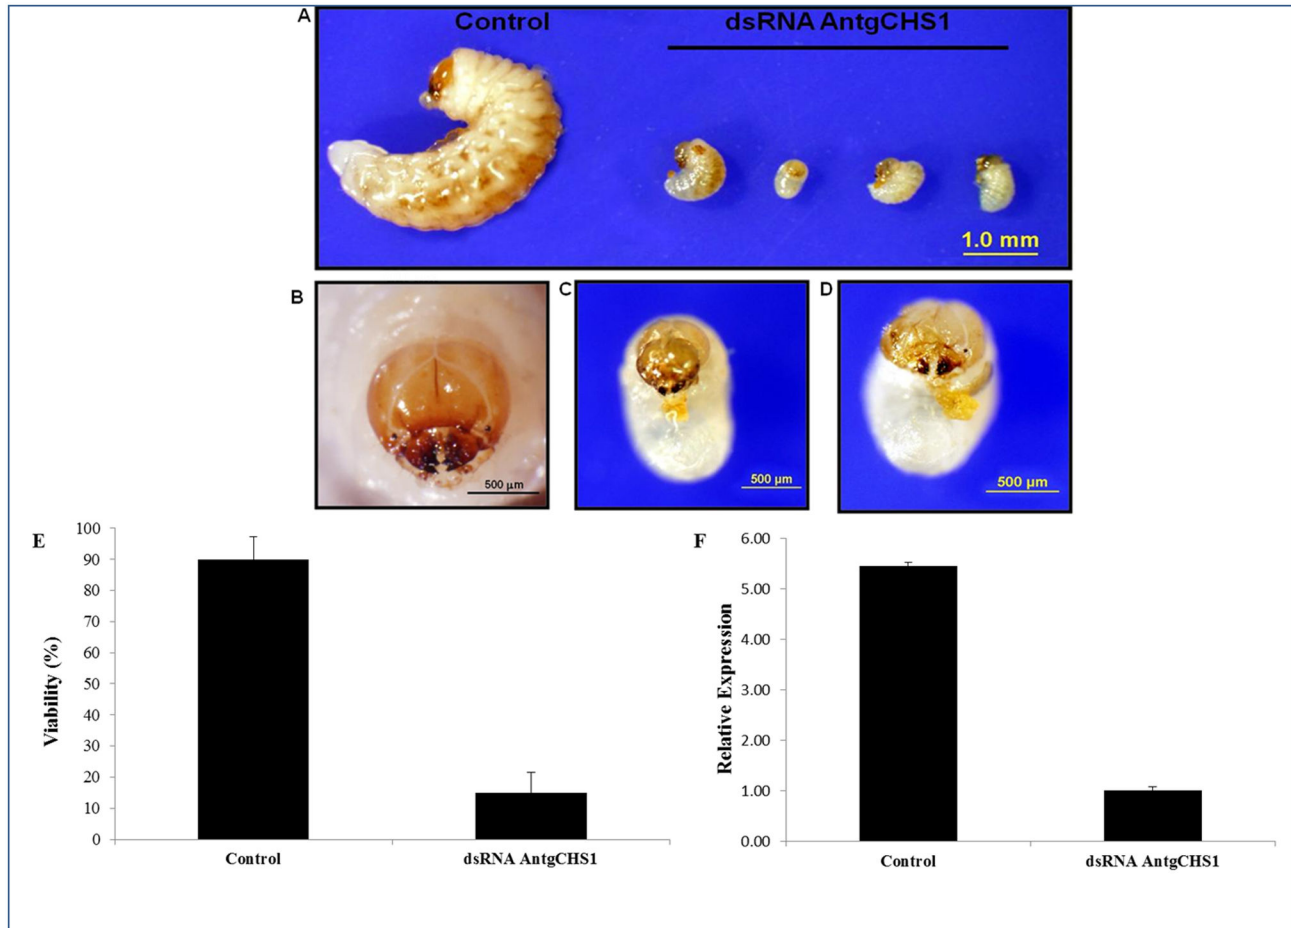 A
Control
dsRNA AntgCHS1
1.0 mm
B
500 µm
C
500 µm
D
500 µm
E
100
90
80
70
60
50
40
30
20
10
0
Viability (%)
Control
dsRNA AntgCHS1
F
6.00
5.00
4.00
3.00
2.00
1.00
0.00
Relative Expression
Control
dsRNA AntgCHS1